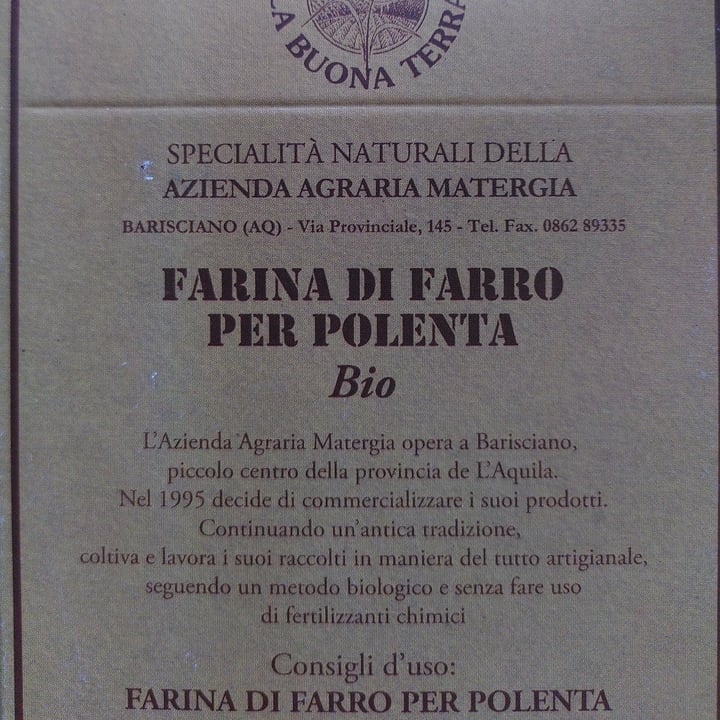 LA BUONA TERRA
SPECIALITÀ NATURALI DELLA
AZIENDA AGRARIA MATERGIA
BARISCIANO (AQ) - Via Provinciale, 145 - Tel. Fax. 0862 89335
FARINA DI FARRO
PER POLENTA
Bio
L'Azienda Agraria Matergia opera a Barisciano,
piccolo centro della provincia de L'Aquila.
Nel 1995 decide di commercializzare i suoi prodotti.
Continuando un'antica tradizione,
coltiva e lavora i suoi raccolti in maniera del tutto artigianale,
seguendo un metodo biologico e senza fare uso
di fertilizzanti chimici
Consigli d'uso:
FARINA DI FARRO PER POLENTA